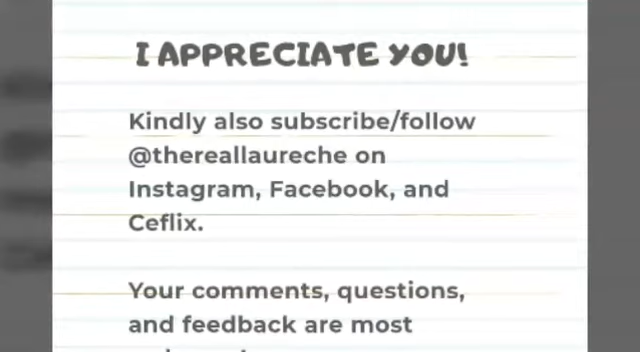 I APPRECIATE YOU!
Kindly also subscribe/follow
@thereallaureche on
Instagram, Facebook, and
Ceflix.
Your comments, questions,
and feedback are most